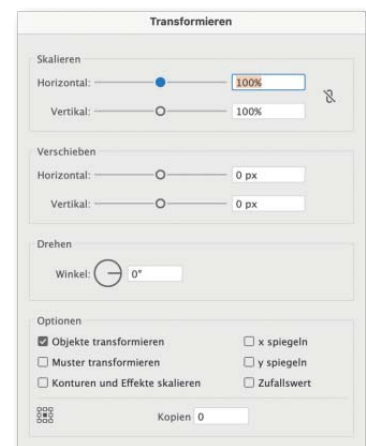 Transformieren
Skalieren
Horizontal: 100%
Vertikal: 100%
Verschieben
Horizontal: 0 px
Vertikal: 0 px
Drehen
Winkel: 0°
Optionen
Objekte transformieren x spiegeln
Muster transformieren y spiegeln
Konturen und Effekte skalieren Zufallswert
Kopien 0